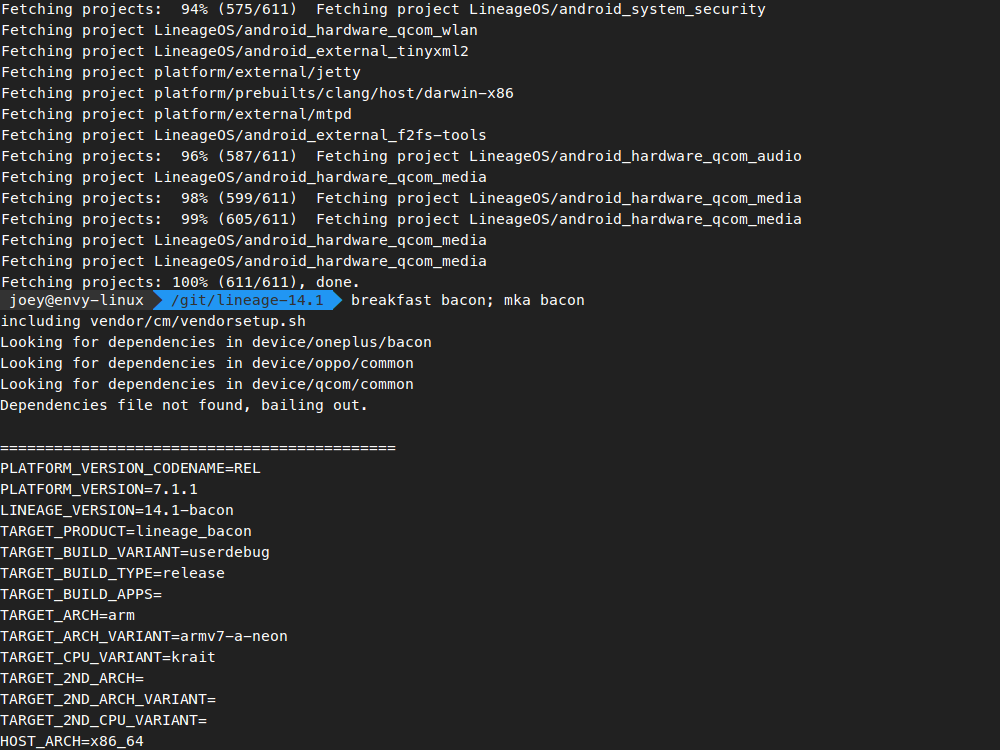 Fetching projects:  94% (575/611)  Fetching project LineageOS/android_system_security
Fetching project LineageOS/android_hardware_qcom_wlan
Fetching project LineageOS/android_external_tinyxml2
Fetching project platform/external/jetty
Fetching project platform/prebuilts/clang/host/darwin-x86
Fetching project platform/external/mtpd
Fetching project LineageOS/android_external_f2fs-tools
Fetching projects:  96% (587/611)  Fetching project LineageOS/android_hardware_qcom_audio
Fetching project LineageOS/android_hardware_qcom_media
Fetching projects:  98% (599/611)  Fetching project LineageOS/android_hardware_qcom_media
Fetching projects:  99% (605/611)  Fetching project LineageOS/android_hardware_qcom_media
Fetching project LineageOS/android_hardware_qcom_media
Fetching project LineageOS/android_hardware_qcom_media
Fetching projects: 100% (611/611), done.
joey@envy-linux /git/lineage-14.1 breakfast bacon; mka bacon
including vendor/cm/vendorsetup.sh
Looking for dependencies in device/oneplus/bacon
Looking for dependencies in device/oppo/common
Looking for dependencies in device/qcom/common
Dependencies file not found, bailing out.
============================================
PLATFORM_VERSION_CODENAME=REL
PLATFORM_VERSION=7.1.1
LINEAGE_VERSION=14.1-bacon
TARGET_PRODUCT=lineage_bacon
TARGET_BUILD_VARIANT=userdebug
TARGET_BUILD_TYPE=release
TARGET_BUILD_APPS=
TARGET_ARCH=arm
TARGET_ARCH_VARIANT=armv7-a-neon
TARGET_CPU_VARIANT=krait
TARGET_2ND_ARCH=
TARGET_2ND_ARCH_VARIANT=
TARGET_2ND_CPU_VARIANT=
HOST_ARCH=x86_64